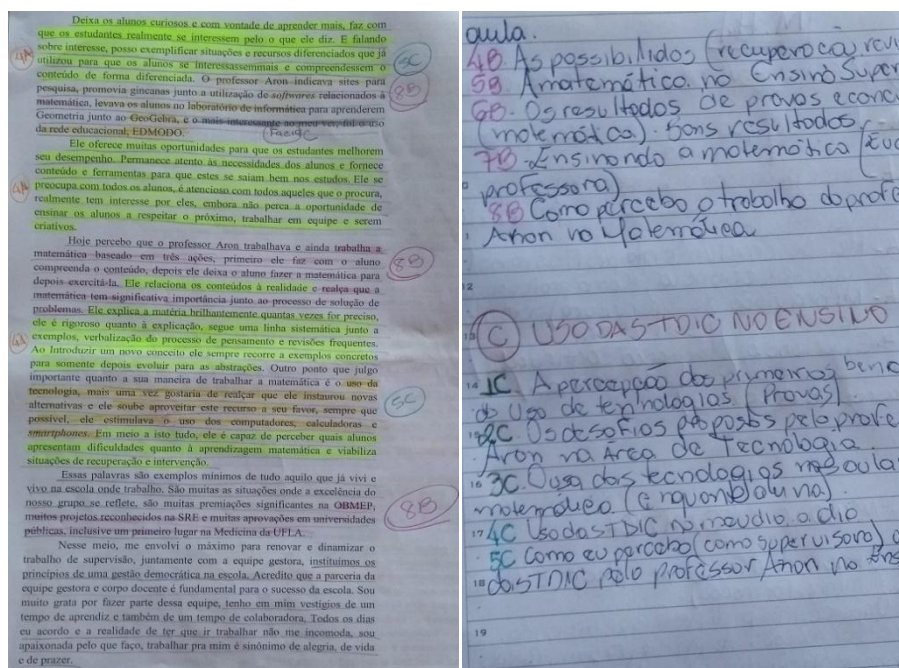 Deixa os alunos curiosos e com vontade de aprender mais, faz com
que os estudantes realmente se interessem pelo o que ele diz. E falando
sobre interesse, posso exemplificar situações e recursos diferenciados que já
utilizou para que os alunos se interessassemmais e compreendessem o
conteúdo de forma diferenciada. O professor Aron indicava sites para
pesquisa, promovia gincanas junto a utilização de softwares relacionados à
matemática, levava os alunos no laboratório de informática para aprenderem
Geometria junto ao GeoGebra, e o mais interessante ao meu ver, foi o uso
da rede educacional, EDMODO.
Ele oferece muitas oportunidades para que os estudantes melhorem
seu desempenho. Permanece atento às necessidades dos alunos e fornece
conteúdo e ferramentas para que estes se saiam bem nos estudos. Ele se
preocupa com todos os alunos, é atencioso com todos aqueles que o procura,
realmente tem interesse por eles, embora não perca a oportunidade de
ensinar os alunos a respeitar o próximo, trabalhar em equipe e serem
criativos.
Hoje percebo que o professor Aron trabalhava e ainda trabalha a
matemática baseado em três ações, primeiro ele faz com o aluno
compreenda o conteúdo, depois ele deixa o aluno fazer a matemática para
depois exercitá-la. Ele relaciona os conteúdos à realidade e realça que a
matemática tem significativa importância junto ao processo de solução de
problemas. Ele explica a matéria brilhantemente quantas vezes for preciso,
ele é rigoroso quanto à explicação, segue uma linha sistemática junto a
exemplos, verbalização do processo de pensamento e revisões frequentes.
Ao Introduzir um novo conceito ele sempre recorre a exemplos concretos
para somente depois evoluir para as abstrações. Outro ponto que julgo
importante quanto a sua maneira de trabalhar a matemática é o uso da
tecnologia, mais uma vez gostaria de realçar que ele instaurou novas
alternativas e ele soube aproveitar este recurso a seu favor, sempre que
possível, ele estimulava o uso dos computadores, calculadoras e
smartphones. Em meio a isto tudo, ele é capaz de perceber quais alunos
apresentam dificuldades quanto à aprendizagem matemática e viabiliza
situações de recuperação e intervenção.
Essas palavras são exemplos mínimos de tudo aquilo que já vivi e
vivo na escola onde trabalho. São muitas as situações onde a excelência do
nosso grupo se reflete, são muitas premiações significantes na OBMEP,
muitos projetos reconhecidos na SRE e muitas aprovações em universidades
públicas, inclusive um primeiro lugar na Medicina da UFLA.
Nesse meio, me envolvi o máximo para renovar e dinamizar o
trabalho de supervisão, juntamente com a equipe gestora, instituímos os
princípios de uma gestão democrática na escola. Acredito que a parceria da
equipe gestora e corpo docente é fundamental para o sucesso da escola. Sou
muito grata por fazer parte dessa equipe, tenho em mim vestígios de um
tempo de aprendiz e também de um tempo de colaboradora. Todos os dias
eu acordo e a realidade de ter que ir trabalhar não me incomoda, sou
apaixonada pelo que faço, trabalhar pra mim é sinônimo de alegria, de vida
e de prazer.
4A
5C
8B
4A
8B
4A
5C
8B
aula.
4B As possibilidos (recuperoca
5B A matemático no Ensino Super
6B. Os resultados de provas
(matemática). Bons resultados.
7B. Ensinando a matemática
professora)
8B Como percebo o trabalho do profe
Aron na Matemática
12
C USO DAS TDIC NO ENSINO
14 1C A percepção dos primeiros
do Uso de tecnologias (Provas)
2C Os desafios propostos pelo profe
Aron na Área de Tecnologia
16 3C O uso das tecnologias na aula
matemática (enquanto aluna).
17 4C Uso das TDIC no meu dia a dia
5C Como eu percebo (como supervisora)
18 das TDIC pelo professor Aron no Ens
19